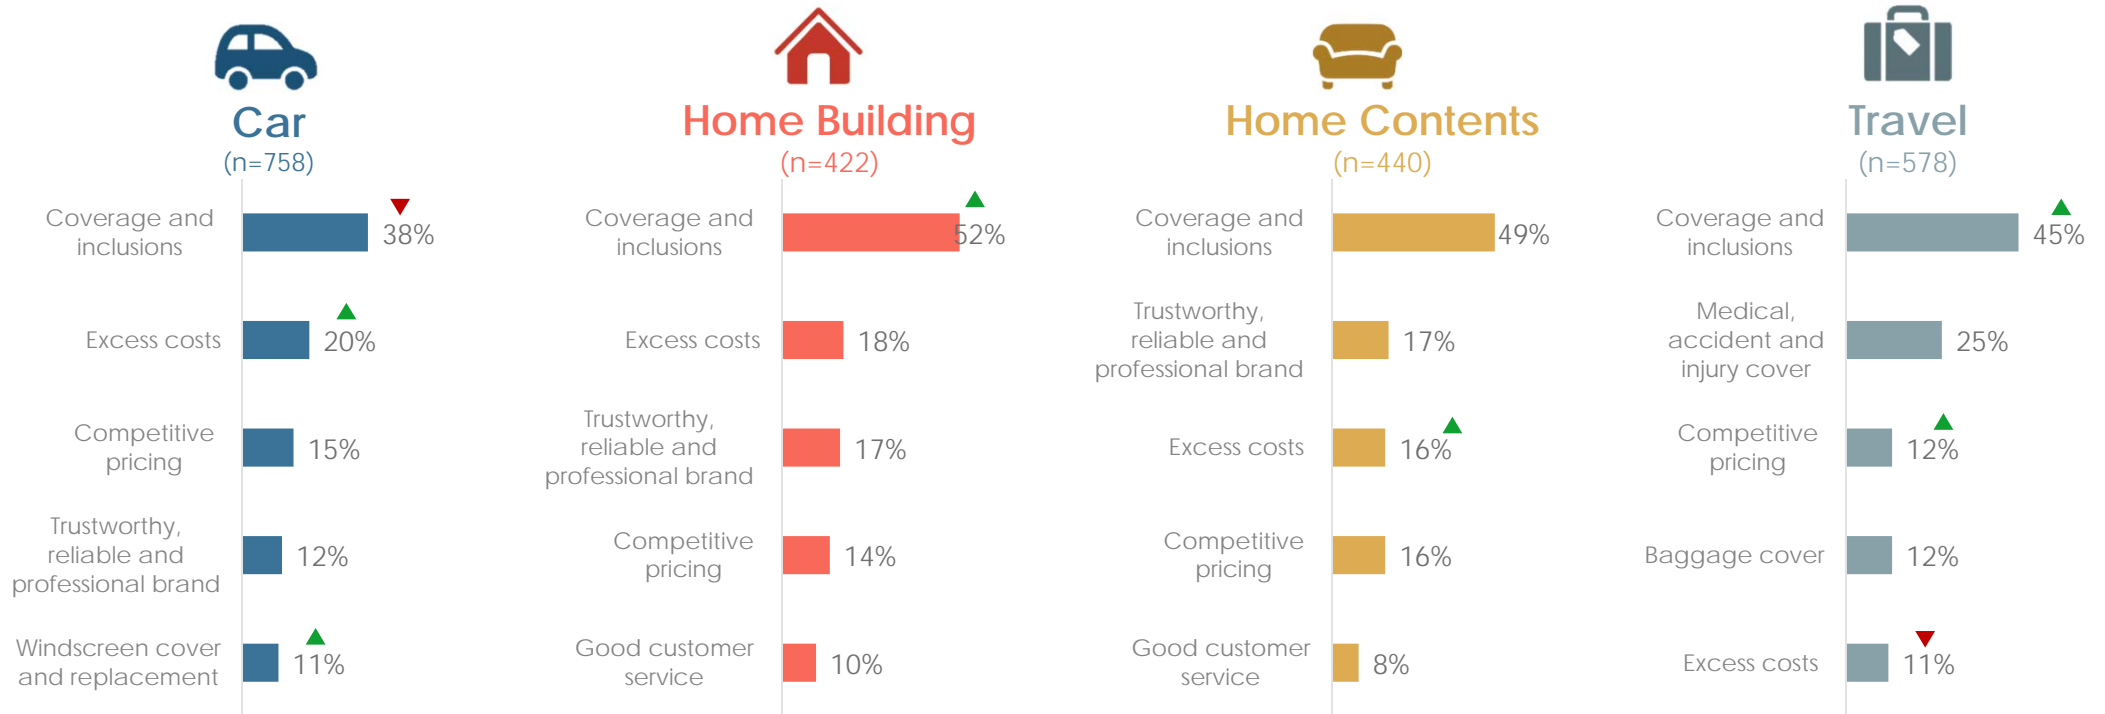 Car
(n=758)
Coverage and
inclusions
38%
Excess costs
20%
Competitive
pricing
15%
Trustworthy,
reliable and
professional brand
12%
Windscreen cover
and replacement
11%
Home Building
(n=422)
Coverage and
inclusions
52%
Excess costs
18%
Trustworthy,
reliable and
professional brand
17%
Competitive
pricing
14%
Good customer
service
10%
Home Contents
(n=440)
Coverage and
inclusions
49%
Trustworthy,
reliable and
professional brand
17%
Excess costs
16%
Competitive
pricing
16%
Good customer
service
8%
Travel
(n=578)
Coverage and
inclusions
45%
Medical,
accident and
injury cover
25%
Competitive
pricing
12%
Baggage cover
12%
Excess costs
11%